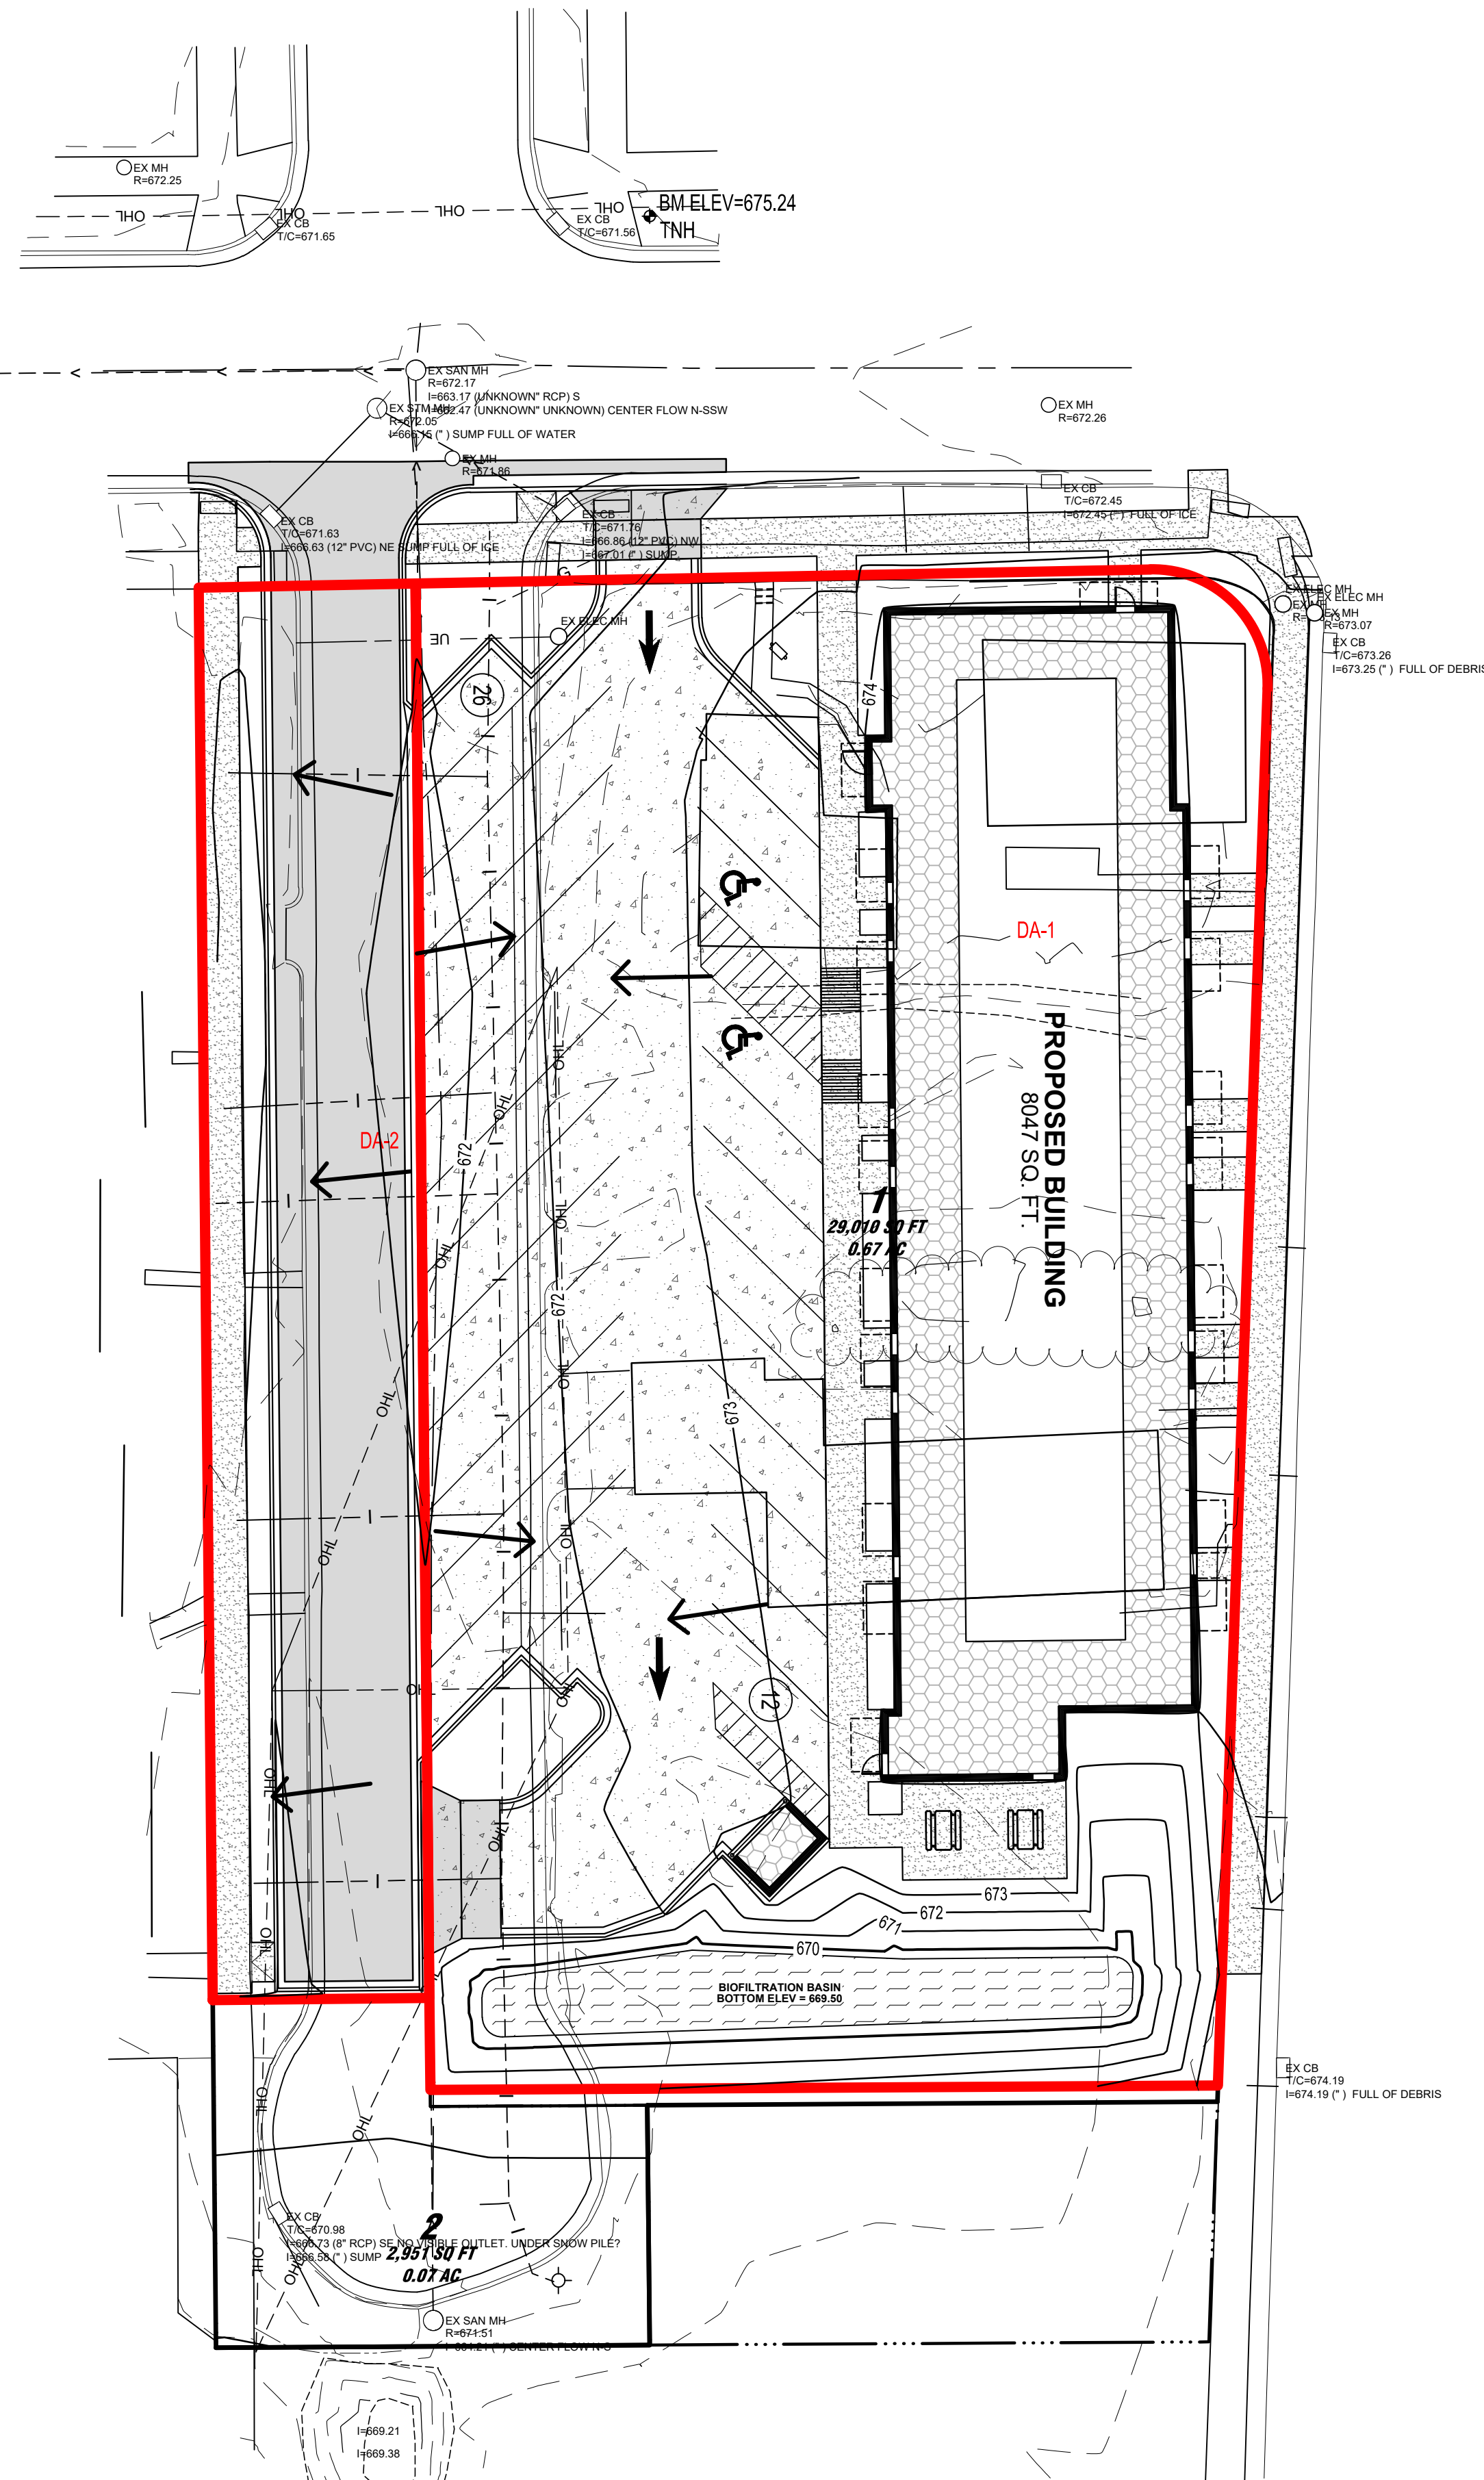 EX MH
R=672.25
OHL
OHL
OHL
OHL
EX CB
T/C=671.65
EX CB
T/C=671.56
BM ELEV=675.24
TNH
EX SAN MH
R=672.17
I=663.17 (UNKNOWN" RCP) S
I=662.47 (UNKNOWN" UNKNOWN) CENTER FLOW N-SSW
EX STM MH
R=672.05
I=666.15 (" ) SUMP FULL OF WATER
EX MH
R=671.86
EX MH
R=672.26
EX CB
T/C=671.63
I=666.63 (12" PVC) NE SUMP FULL OF ICE
EX CB
T/C=671.76
I=666.86 (12" PVC) NW
I=667.01 (" ) SUMP
EX CB
T/C=672.45
I=672.45 (" ) FULL OF ICE
G
UE
EX ELEC MH
EX ELEC MH
EX ELEC MH
EX MH
R=673.07
EX CB
T/C=673.26
I=673.25 (" ) FULL OF DEBRIS
26
674
DA-1
PROPOSED BUILDING
8047 SQ. FT.
DA-2
672
OHL
OHL
OHL
OHL
1
29,010 SQ FT
0.67 AC
672
OHL
OHL
673
OHL
OHL
OHL
OHL
12
OHL
OHL
OHL
673
672
671
670
BIOFILTRATION BASIN
BOTTOM ELEV = 669.50
EX CB
T/C=674.19
I=674.19 (" ) FULL OF DEBRIS
OHL
OHL
EX CB
T/C=670.98
I=666.73 (8" RCP) SE NO VISIBLE OUTLET. UNDER SNOW PILE?
I=666.58 (" ) SUMP
2
2,951 SQ FT
0.07 AC
OHL
OHL
EX SAN MH
R=671.51
CENTER FLOW N-S
I=669.21
I=669.38